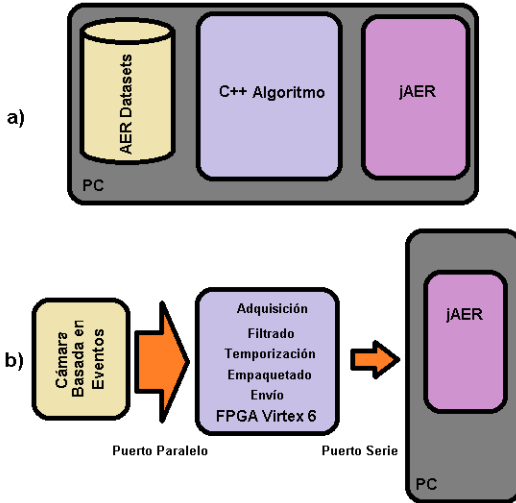 a)
AER Datasets
C++ Algoritmo
jAER
PC
b)
Cámara
Basada en
Eventos
Adquisición
Filtrado
Temporización
Empaquetado
Envío
FPGA Virtex 6
jAER
Puerto Paralelo
Puerto Serie
PC